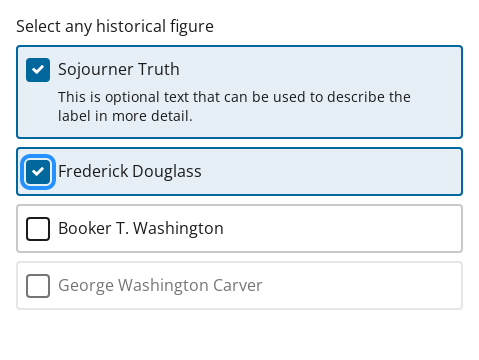 Select any historical figure
Sojourner Truth
This is optional text that can be used to describe the
label in more detail.
Frederick Douglass
Booker T. Washington
George Washington Carver